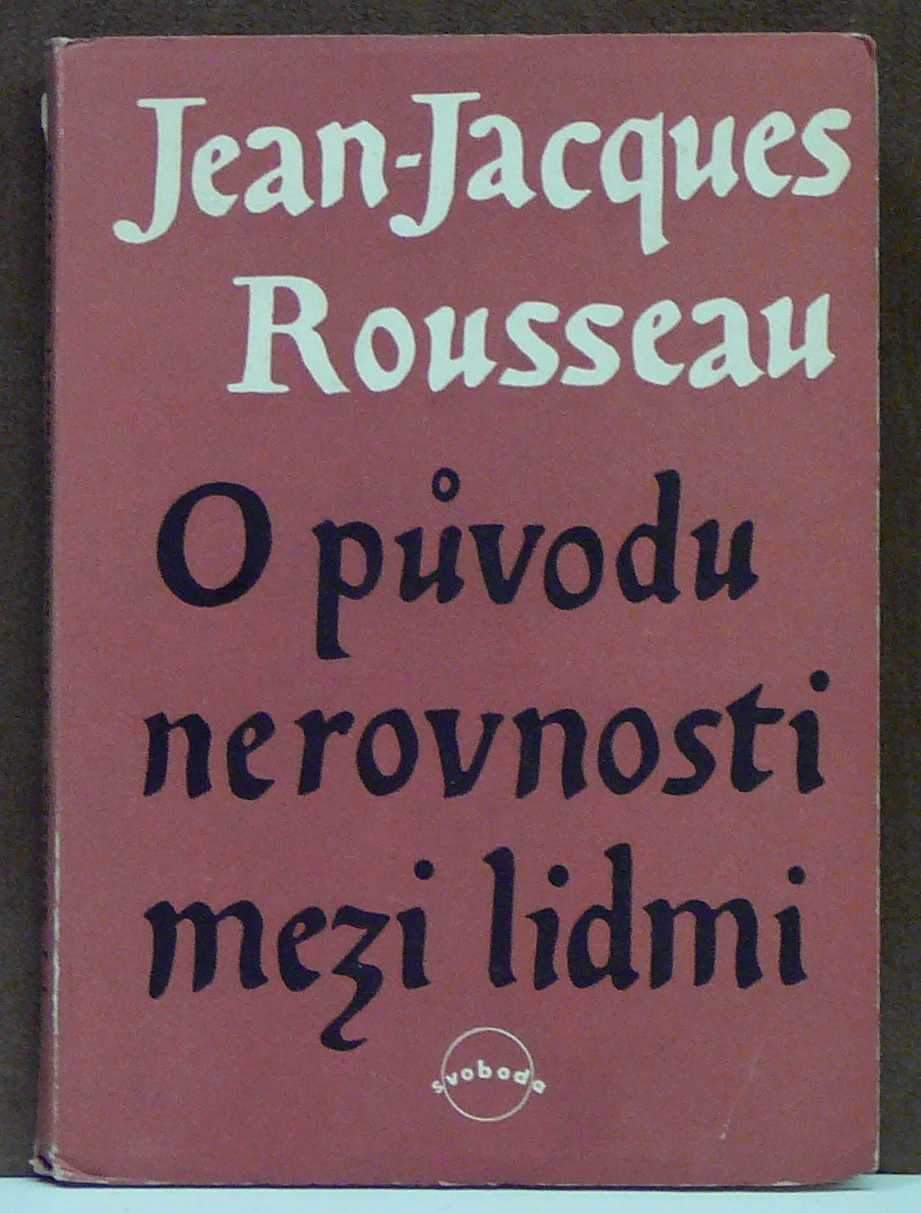 Jean-Jacques
Rousseau
O původu
nerovnosti
mezi lidmi
svoboda